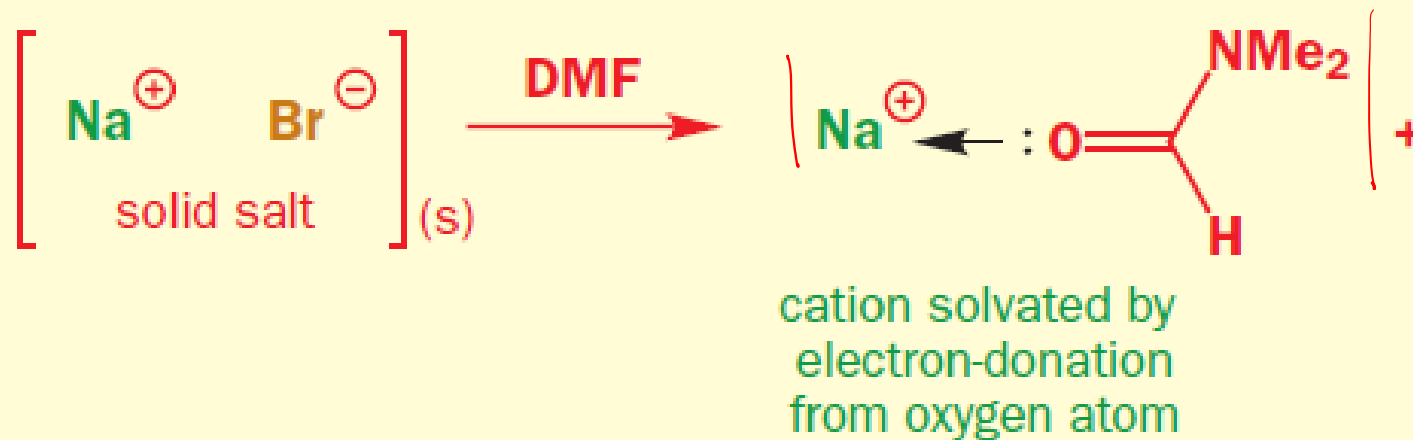 Na⊕ Br⊖
solid salt
(s)
DMF
Na⊕ :O NMe₂ +
H
cation solvated by
electron-donation
from oxygen atom